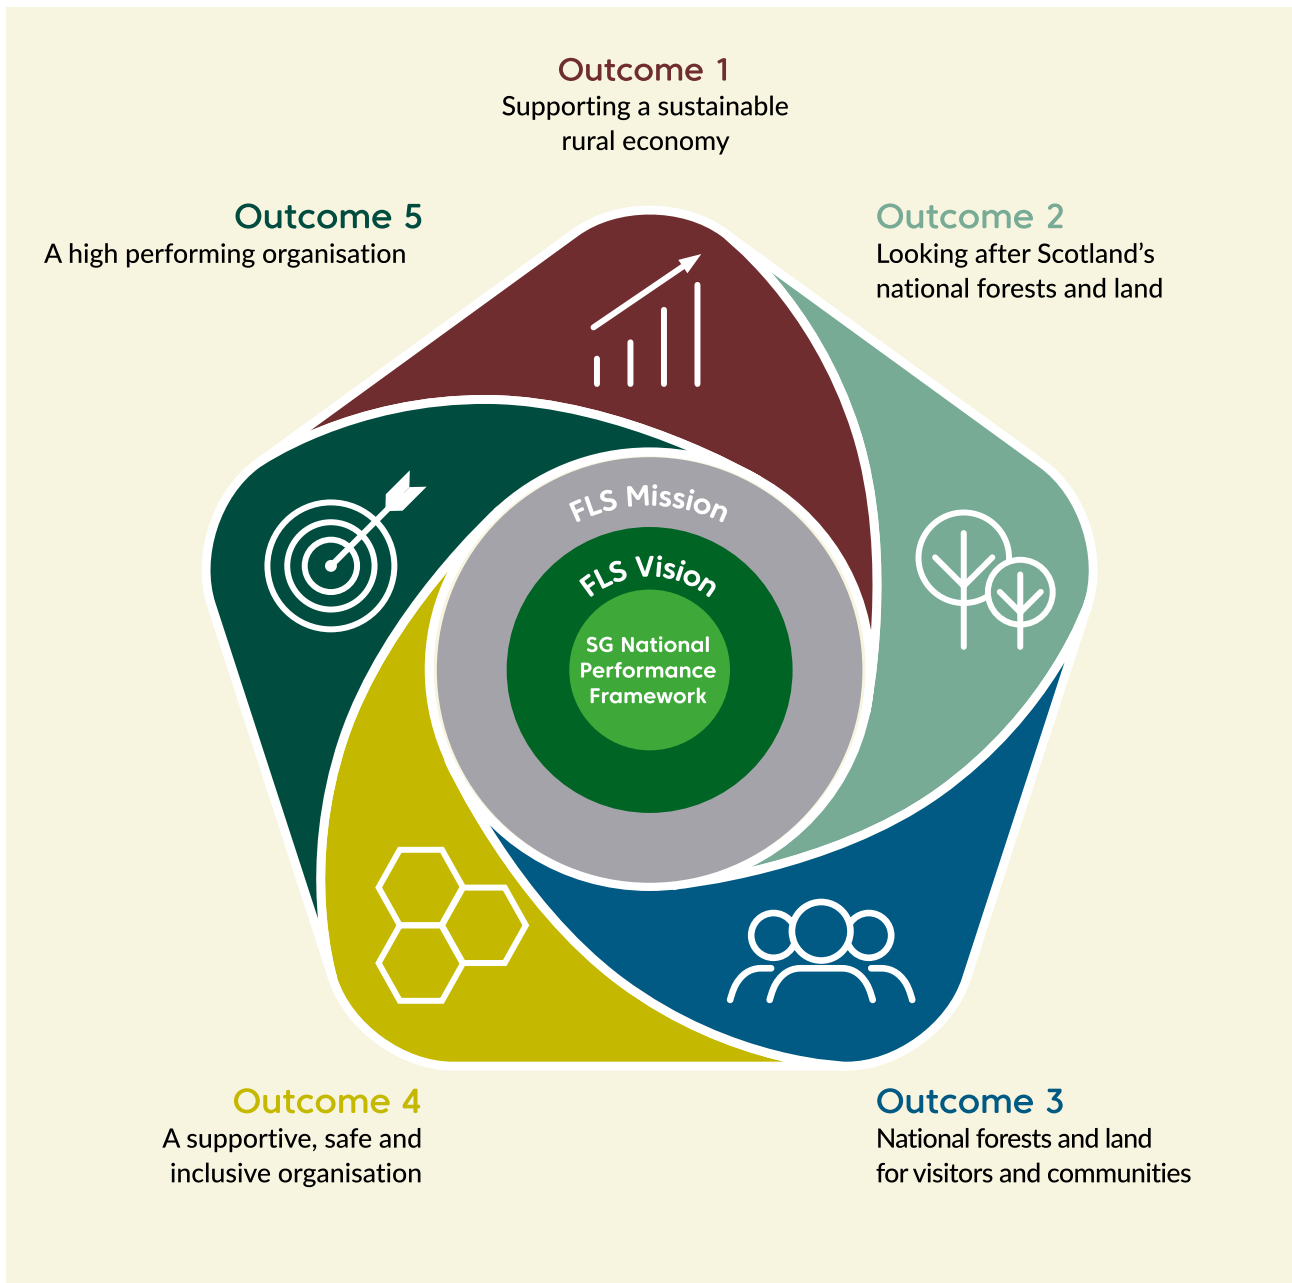 Outcome 1
Supporting a sustainable
rural economy
Outcome 5
A high performing organisation
Outcome 2
Looking after Scotland’s
national forests and land
FLS Mission
FLS Vision
SG National
Performance
Framework
Outcome 4
A supportive, safe and
inclusive organisation
Outcome 3
National forests and land
for visitors and communities